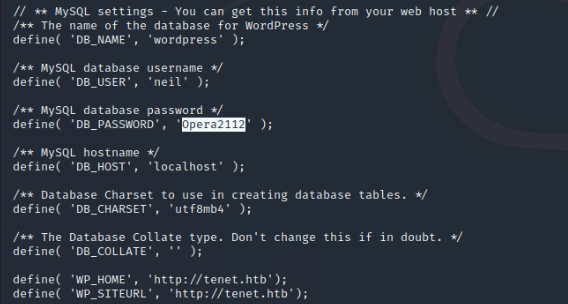 // ** MySQL settings - You can get this info from your web host ** //
/** The name of the database for WordPress */
define( 'DB_NAME', 'wordpress' );
/** MySQL database username */
define( 'DB_USER', 'neil' );
/** MySQL database password */
define( 'DB_PASSWORD', 'Opera2112' );
/** MySQL hostname */
define( 'DB_HOST', 'localhost' );
/** Database Charset to use in creating database tables. */
define( 'DB_CHARSET', 'utf8mb4' );
/** The Database Collate type. Don't change this if in doubt. */
define( 'DB_COLLATE', '' );
define( 'WP_HOME', 'http://tenet.htb');
define( 'WP_SITEURL', 'http://tenet.htb');